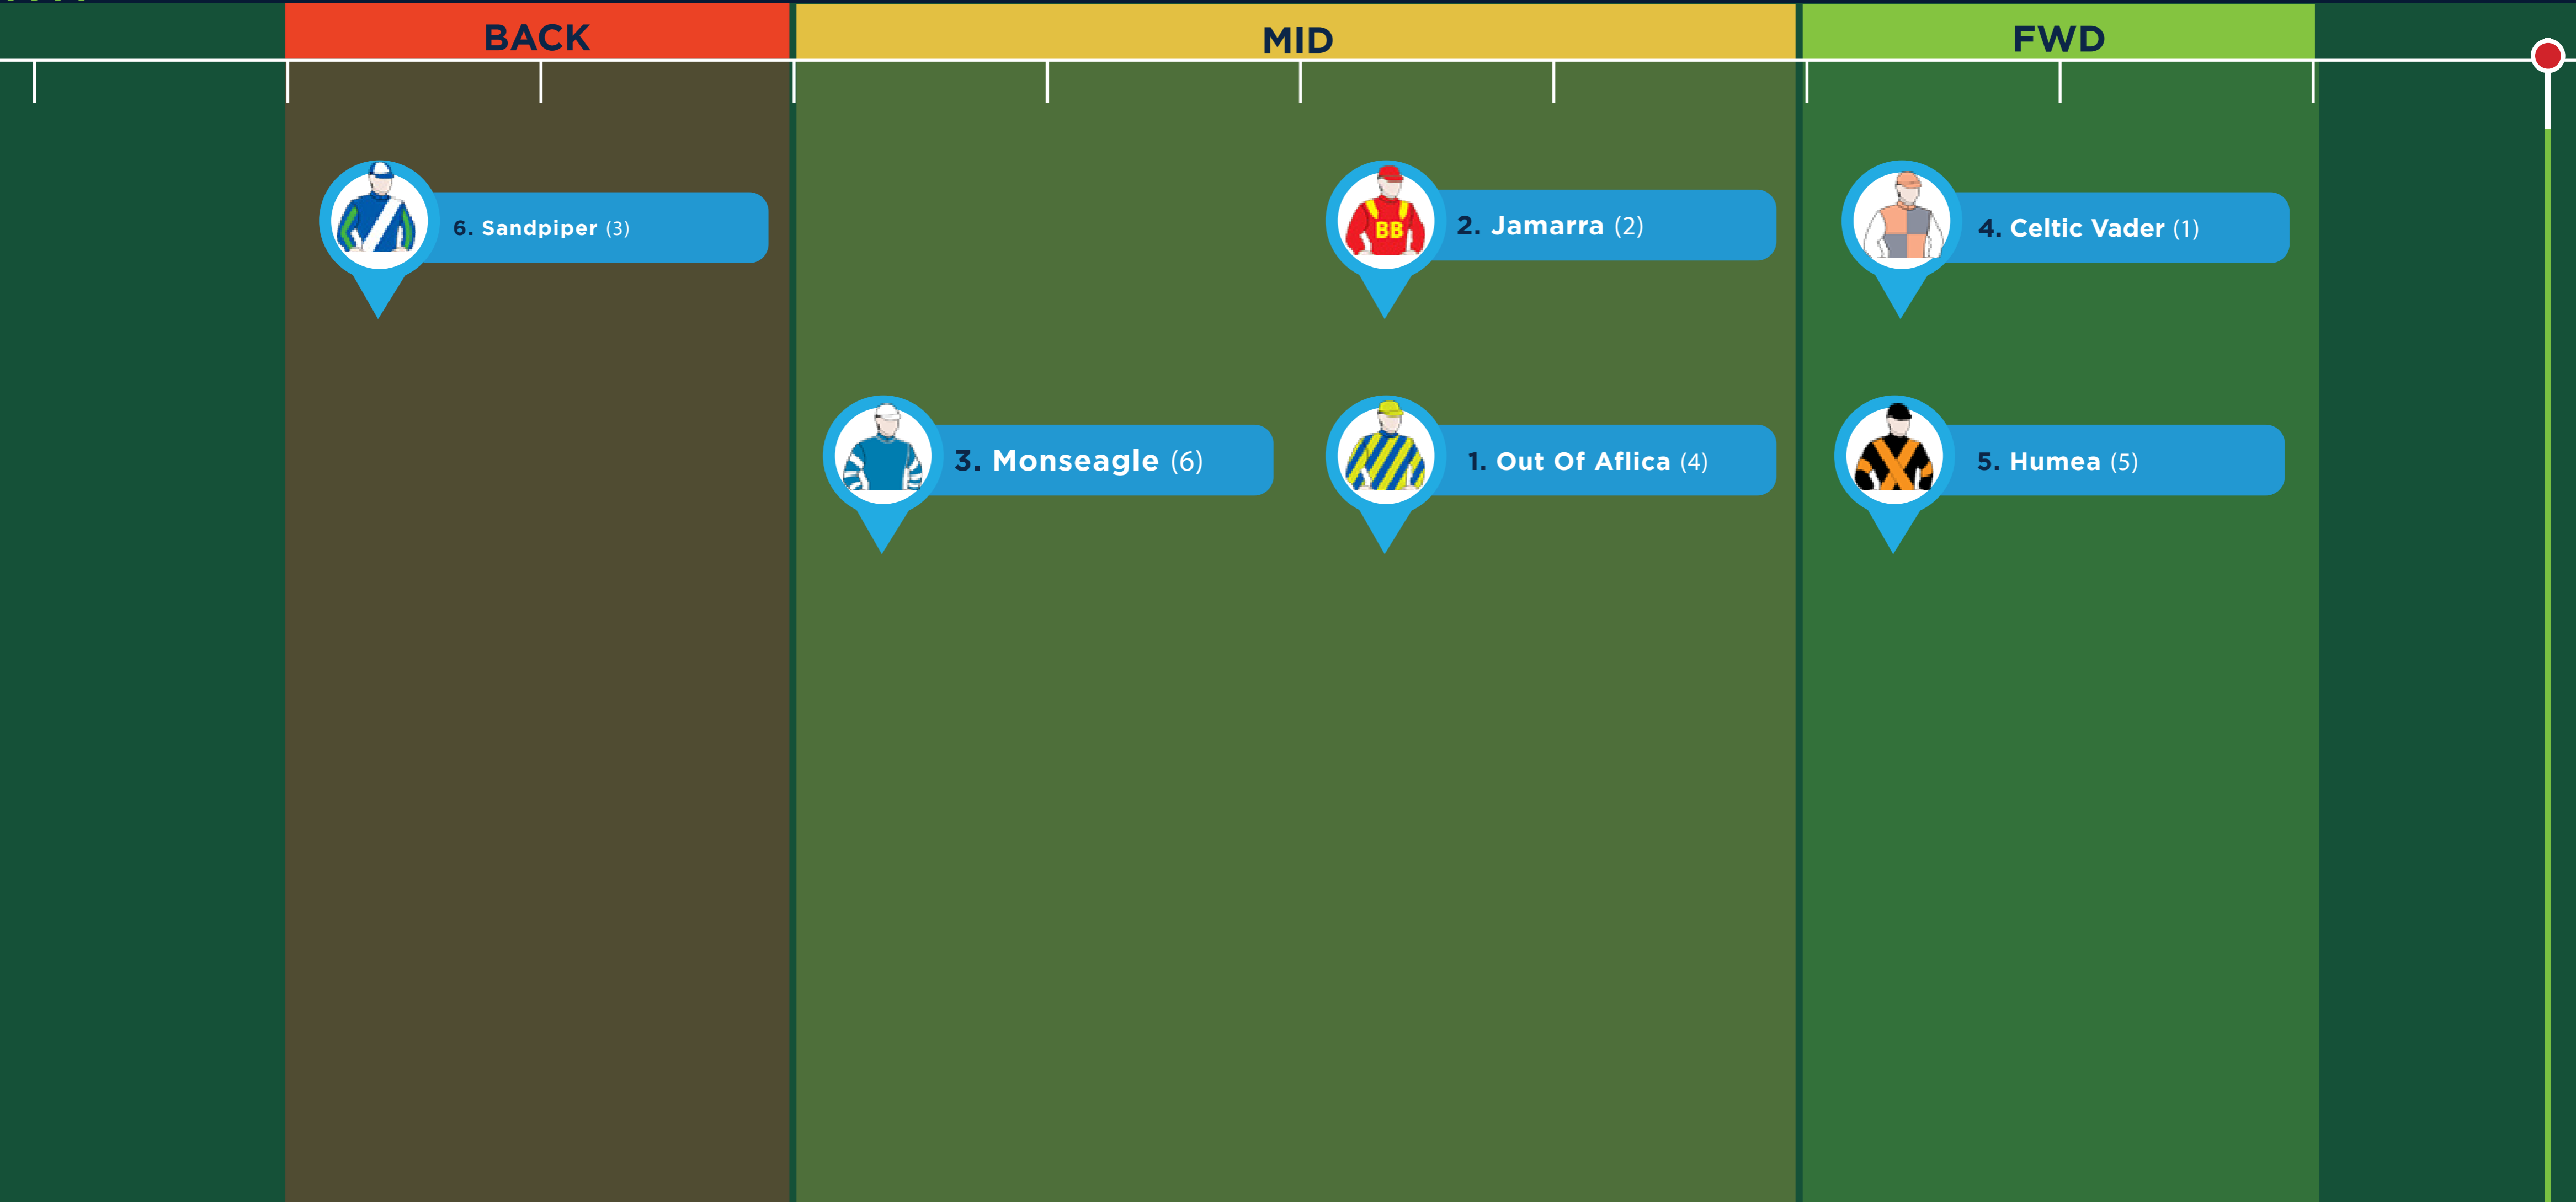 BACK
MID
FWD
6. Sandpiper (3)
BB
2. Jamarra (2)
4. Celtic Vader (1)
3. Monseagle (6)
1. Out Of Aflica (4)
5. Humea (5)